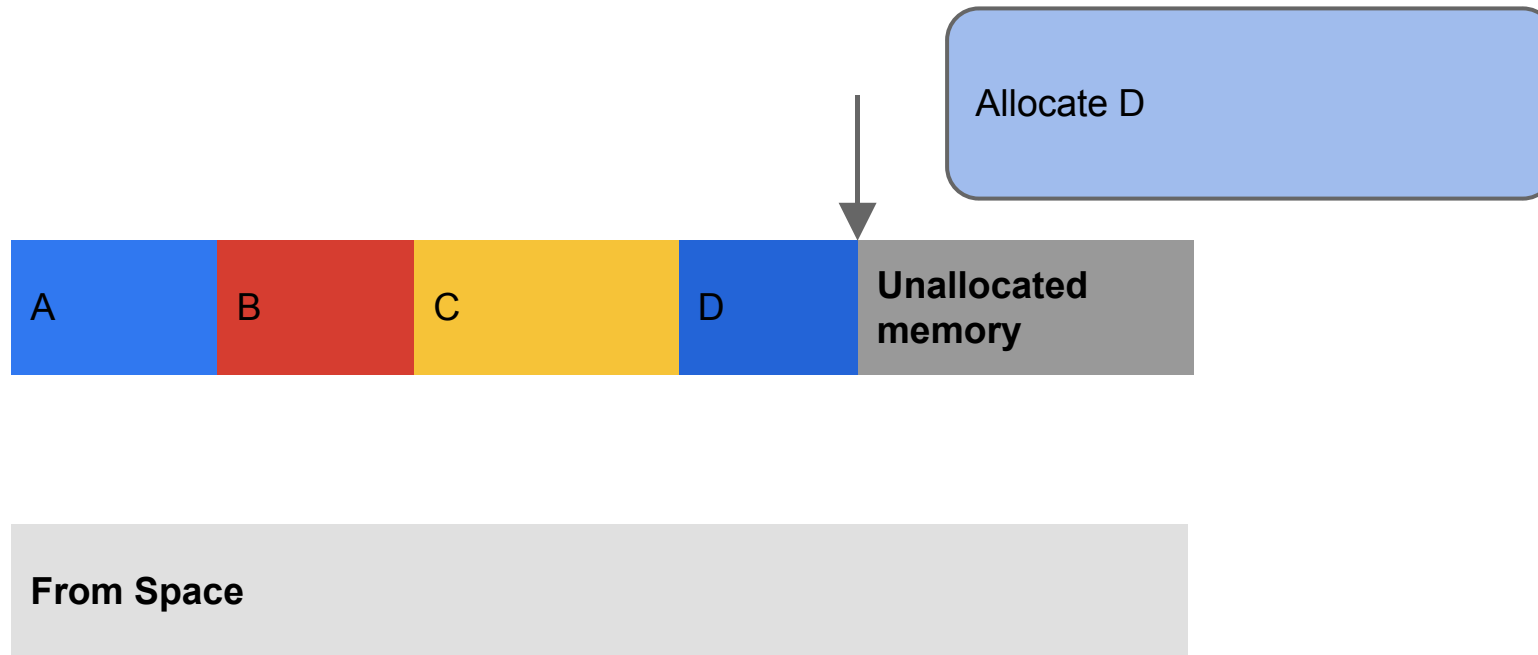 Allocate D
A
B
C
D
Unallocated
memory
From Space